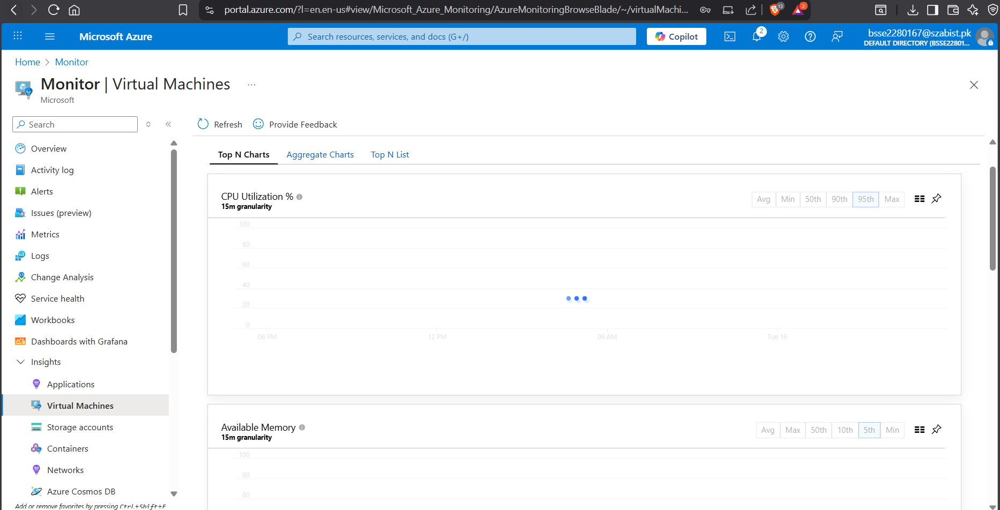 portal.azure.com/?l=en.en-us#view/Microsoft_Azure_Monitoring/AzureMonitoringBrowseBlade/~/virtualMachi...
13
2
Microsoft Azure
Search resources, services, and docs (G+/)
Copilot
2
bsse2280167@szabist.pk
DEFAULT DIRECTORY (BSSE22801...
Home > Monitor
Monitor | Virtual Machines ...
Microsoft
Search
Refresh
Provide Feedback
Overview
Activity log
Alerts
Issues (preview)
Metrics
Logs
Change Analysis
Service health
Workbooks
Dashboards with Grafana
Insights
Applications
Virtual Machines
Storage accounts
Containers
Networks
Azure Cosmos DB
Add or remove favorites by pressing Ctrl+Shift+F
Top N Charts Aggregate Charts Top N List
CPU Utilization %
15m granularity
Avg Min 50th 90th 95th Max
100
80
60
40
20
0
06 PM 12 PM 06 AM Tue 16
Available Memory
15m granularity
Avg Max 50th 10th 5th Min
100
80
60